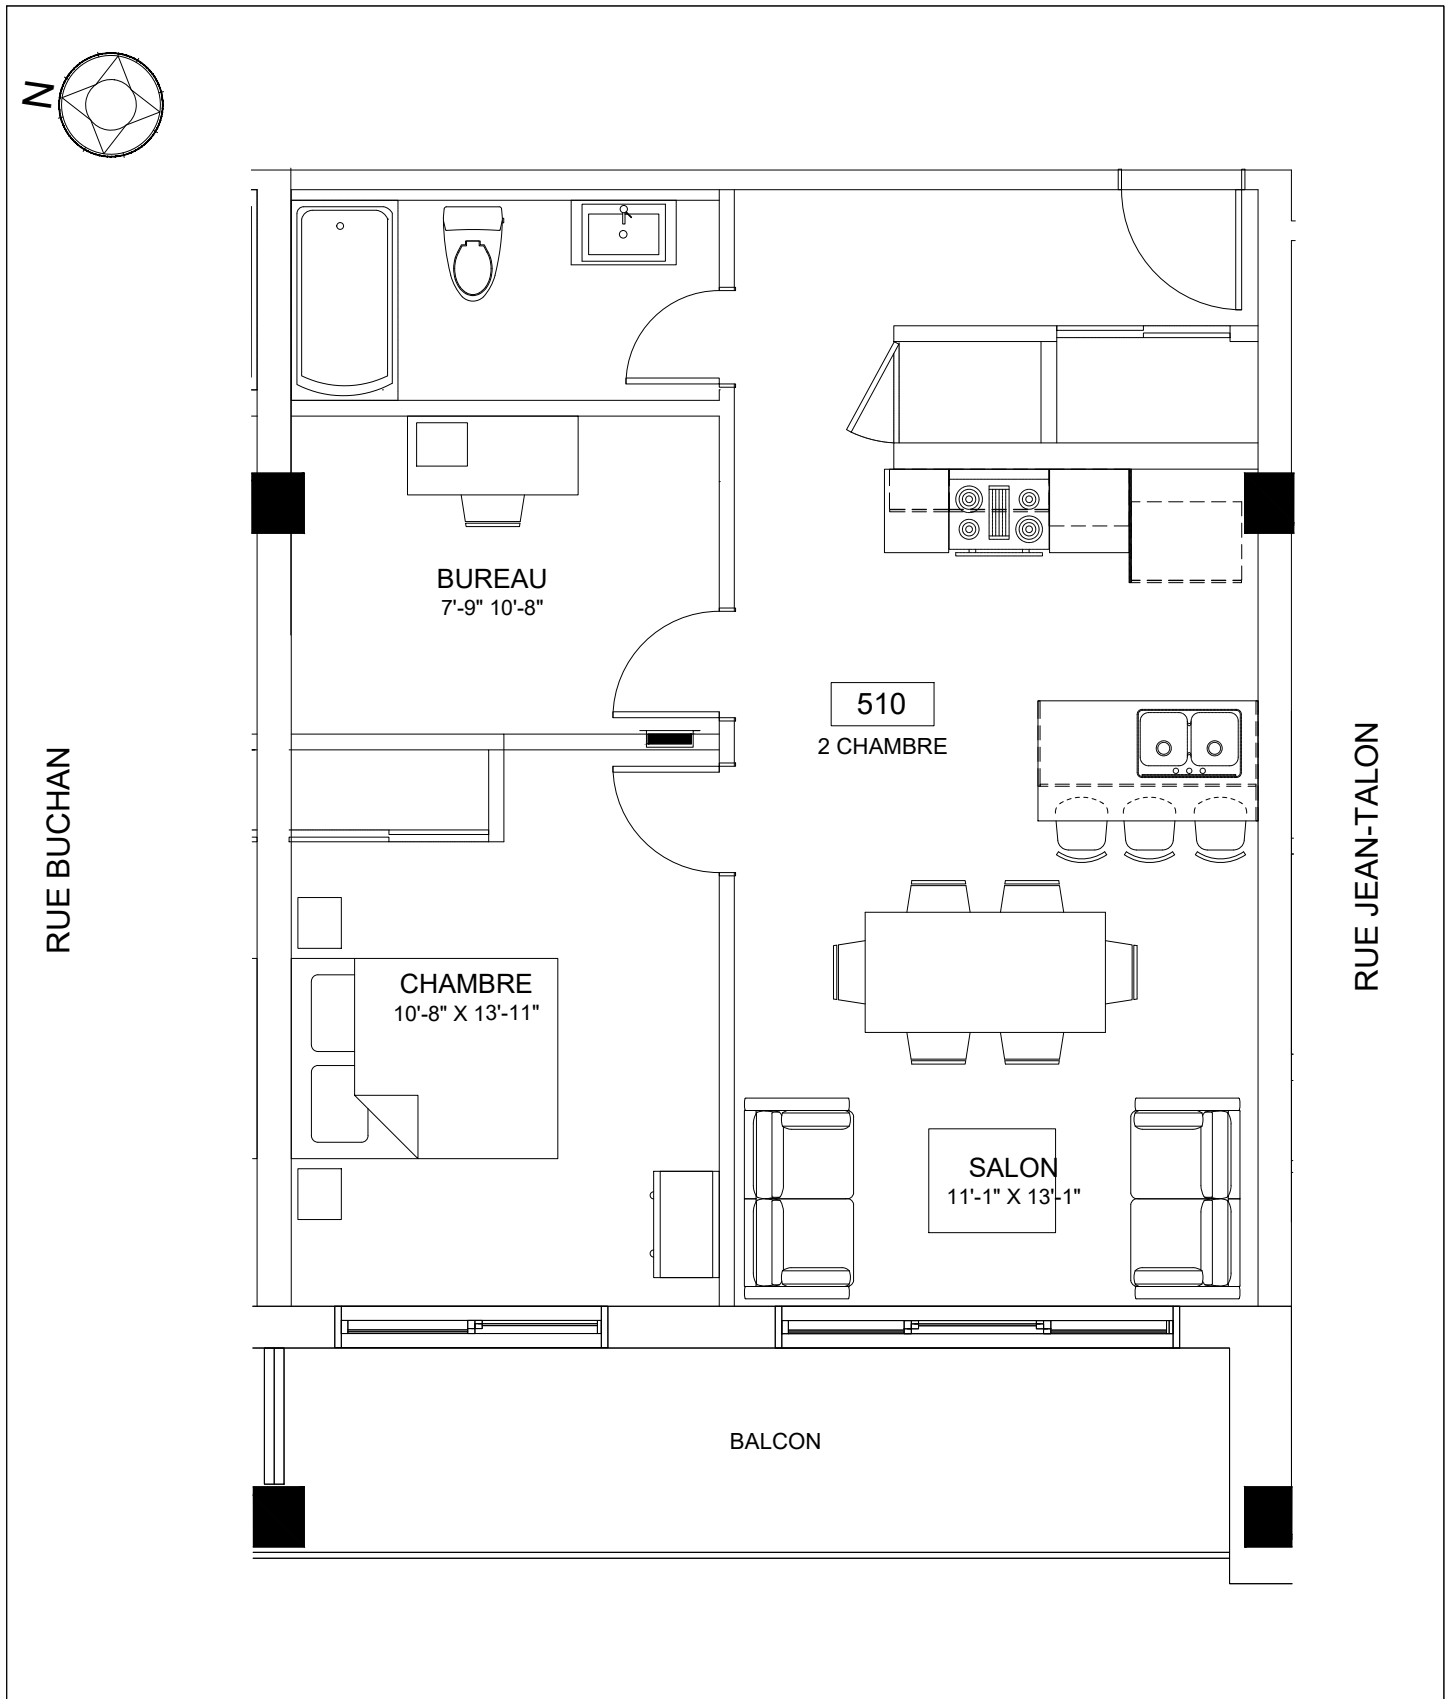 N
BUREAU
7'-9" 10'-8"
510
2 CHAMBRE
RUE BUCHAN
RUE JEAN-TALON
CHAMBRE
10'-8" X 13'-11"
SALON
11'-1" X 13'-1"
BALCON